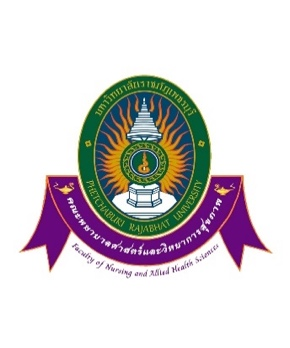 มหาวิทยาลัยราชภัฏเพชรบุรี
PHETCHABURI RAJABHAT UNIVERSITY
คณะพยาบาลศาสตร์และวิทยาการสุขภาพ
Faculty of Nursing and Allied Health Sciences